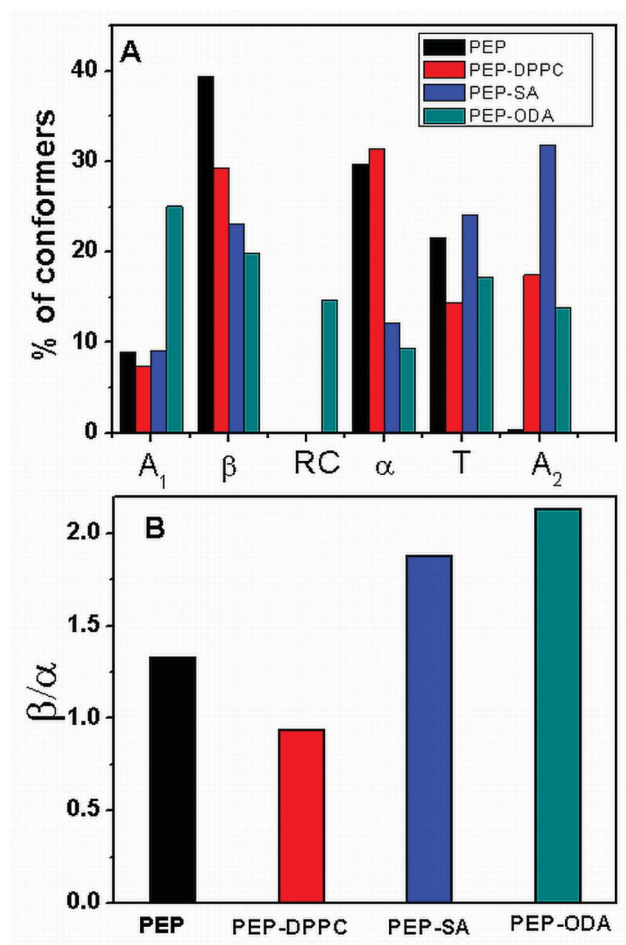 A
PEP
PEP-DPPC
PEP-SA
PEP-ODA
% of conformers
40
30
20
10
0
A₁ β RC α T A₂
B
β/α
2.0
1.5
1.0
0.5
0.0
PEP PEP-DPPC PEP-SA PEP-ODA